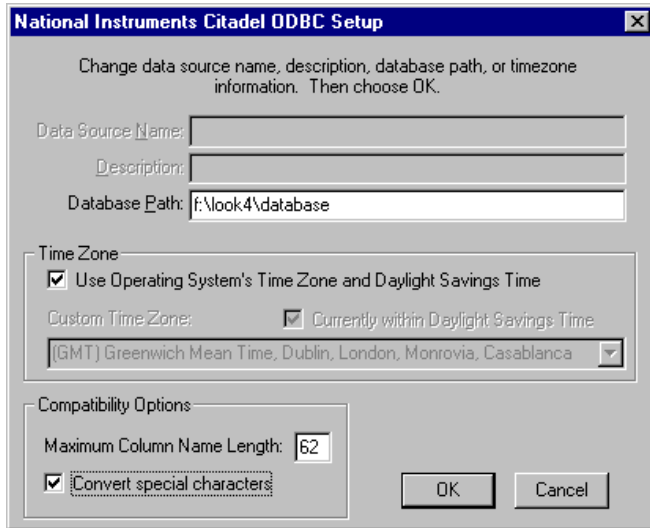 National Instruments Citadel ODBC Setup
Change data source name, description, database path, or timezone
information. Then choose OK.
Data Source Name:
Description:
Database Path: f:\look4\database
Time Zone
Use Operating System's Time Zone and Daylight Savings Time
Custom Time Zone: Currently within Daylight Savings Time
(GMT) Greenwich Mean Time, Dublin, London, Monrovia, Casablanca
Compatibility Options
Maximum Column Name Length: 62
Convert special characters
OK Cancel